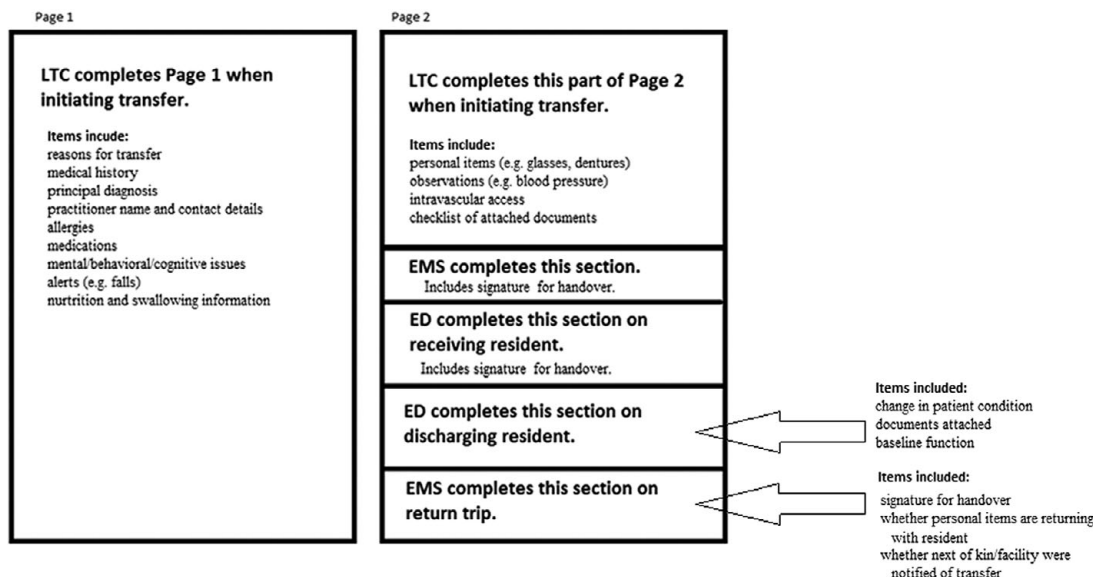 Page 1
LTC completes Page 1 when
initiating transfer.
Items incude:
reasons for transfer
medical history
principal diagnosis
practitioner name and contact details
allergies
medications
mental/behavioral/cognitive issues
alerts (e.g. falls)
nurtrition and swallowing information
Page 2
LTC completes this part of Page 2
when initiating transfer.
Items include:
personal items (e.g. glasses, dentures)
observations (e.g. blood pressure)
intravascular access
checklist of attached documents
EMS completes this section.
Includes signature for handover.
ED completes this section on
receiving resident.
Includes signature for handover.
ED completes this section on
discharging resident.
Items included:
change in patient condition
documents attached
baseline function
EMS completes this section on
return trip.
Items included:
signature for handover
whether personal items are returning
with resident
whether next of kin/facility were
notified of transfer